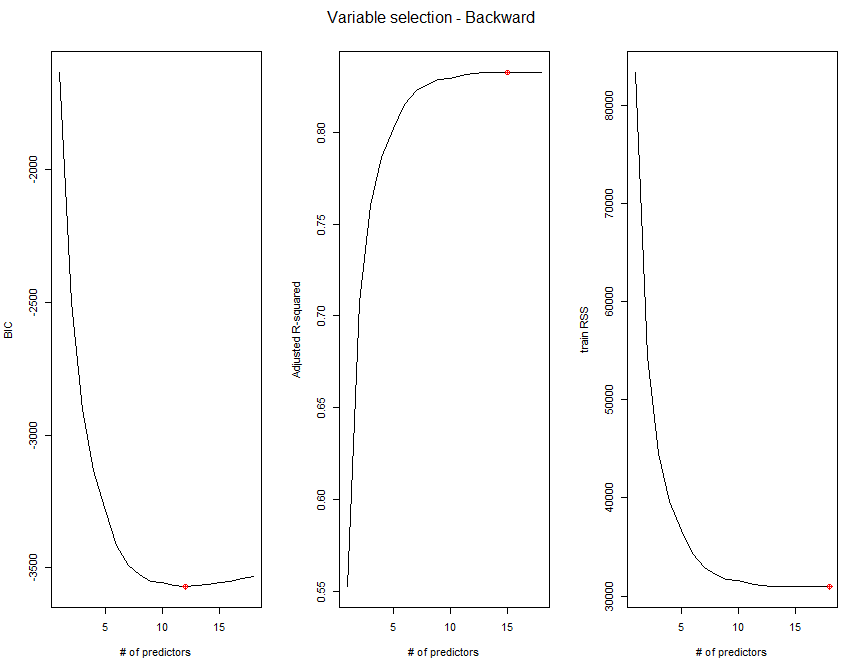 Variable selection - Backward
BIC
-2000
-2500
-3000
-3500
5 10 15
# of predictors
Adjusted R-squared
0.80
0.75
0.70
0.65
0.60
0.55
5 10 15
# of predictors
train RSS
80000
70000
60000
50000
40000
30000
5 10 15
# of predictors